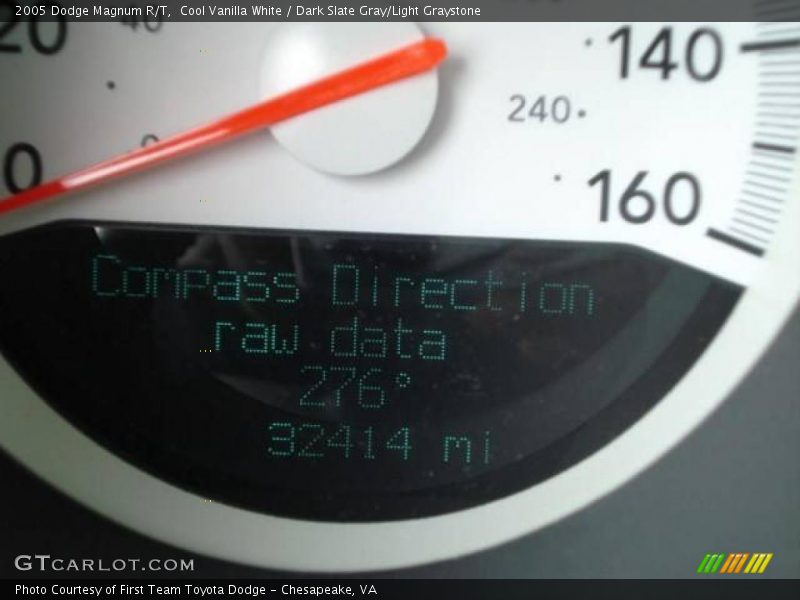 2005 Dodge Magnum R/T,  Cool Vanilla White / Dark Slate Gray/Light Graystone
20 40 140
240
0 0 160
Compass Direction
raw data
276°
32414 mi
GTCARLOT.COM
Photo Courtesy of First Team Toyota Dodge - Chesapeake, VA